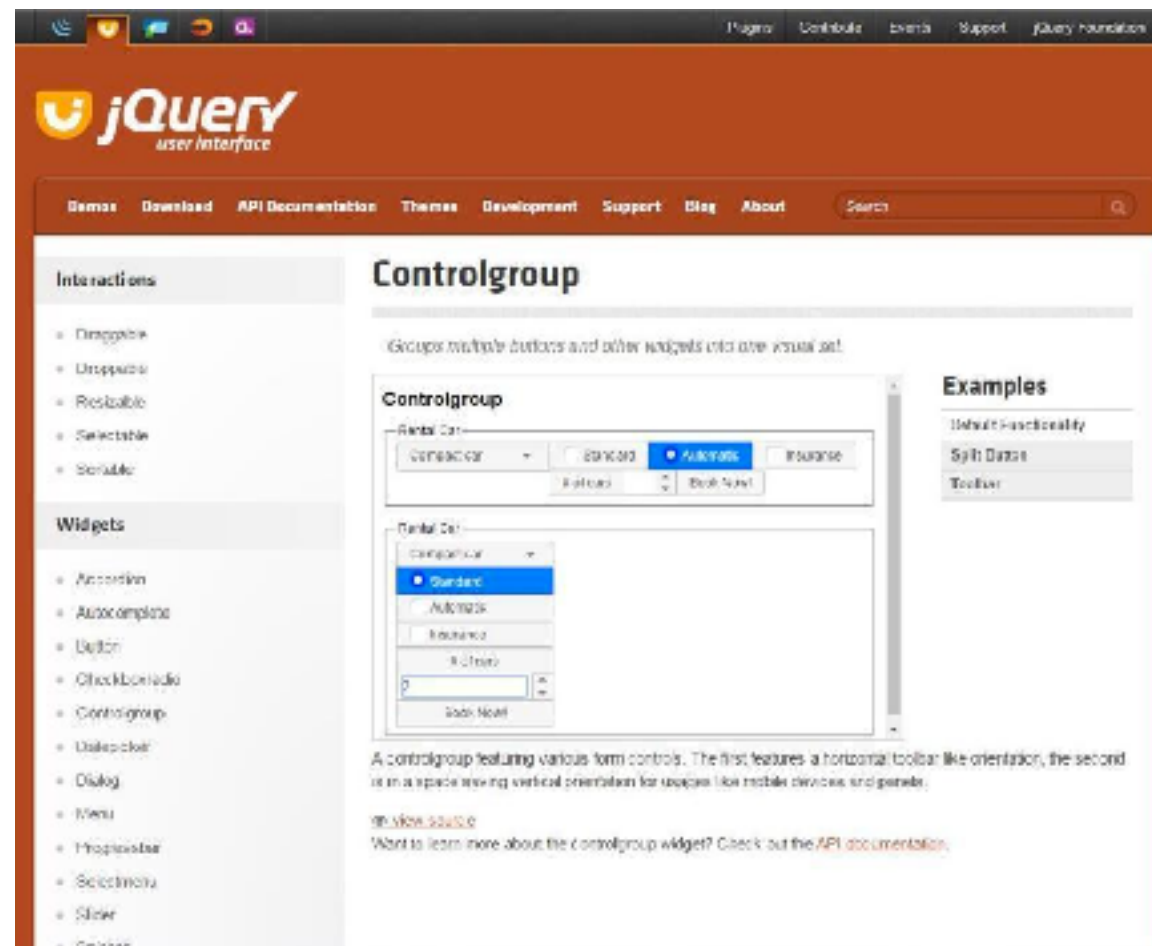 Plugins Contribute Events Support jQuery Foundation
jQuery
user interface
Demos Download API Documentation Themes Development Support Blog About Search
Interactions
Draggable
Droppable
Resizable
Selectable
Sortable
Widgets
Accordion
Autocomplete
Button
Checkboxradio
Controlgroup
Datepicker
Dialog
Menu
Progressbar
Selectmenu
Slider
Controlgroup
Groups multiple buttons and other widgets into one visual set.
Controlgroup
Rental Car
Compact car Standard Automatic Insurance
# of cars Book Now!
Rental Car
Compact car
Standard
Automatic
Insurance
# of cars
Book Now!
A controlgroup featuring various form controls. The first features a horizontal toolbar like orientation, the second
is in a space saving vertical orientation for usages like mobile devices and panels.
view source
Want to learn more about the controlgroup widget? Check out the API documentation.
Examples
Default Functionality
Split Button
Toolbar